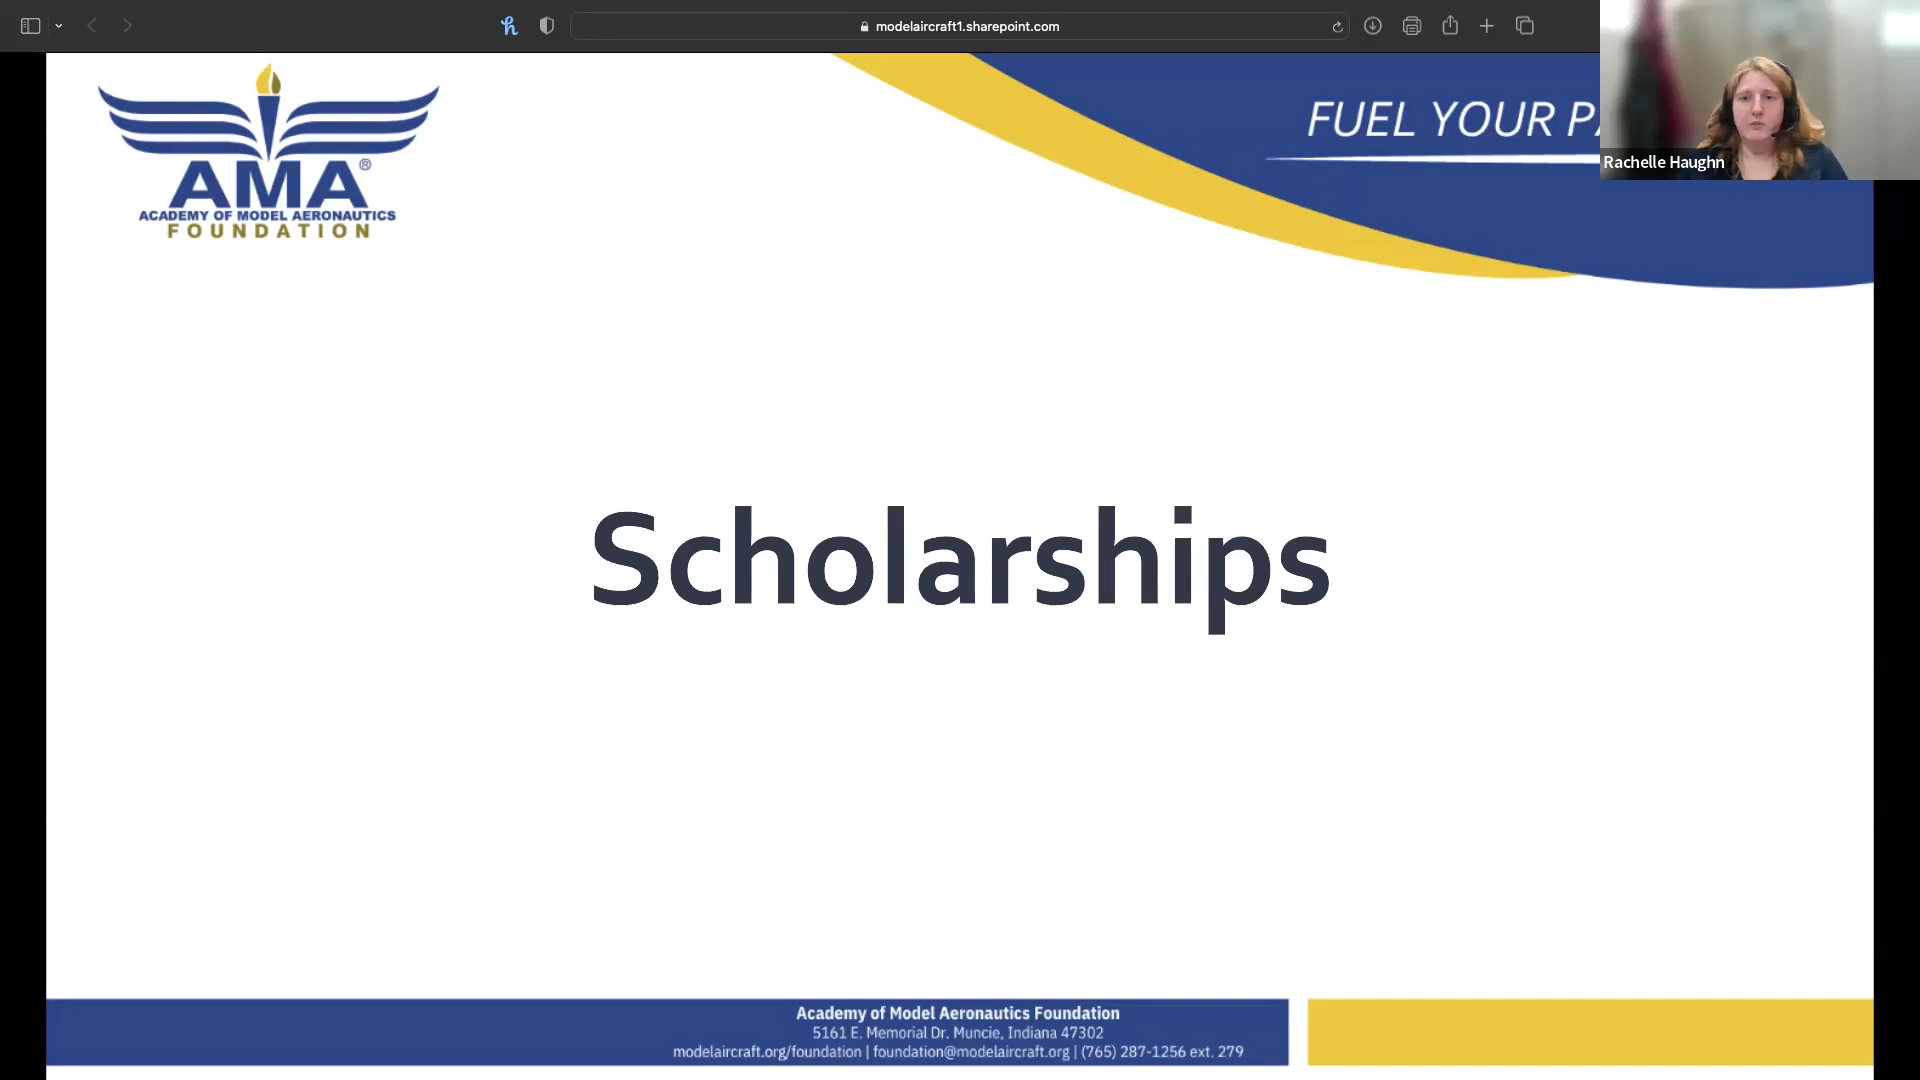 modelaircraft1.sharepoint.com
FUEL YOUR
Rachelle Haughn
AMA®
ACADEMY OF MODEL AERONAUTICS
FOUNDATION
Scholarships
Academy of Model Aeronautics Foundation
5161 E. Memorial Dr. Muncie, Indiana 47302
modelaircraft.org/foundation | foundation@modelaircraft.org | (765) 287-1256 ext. 279